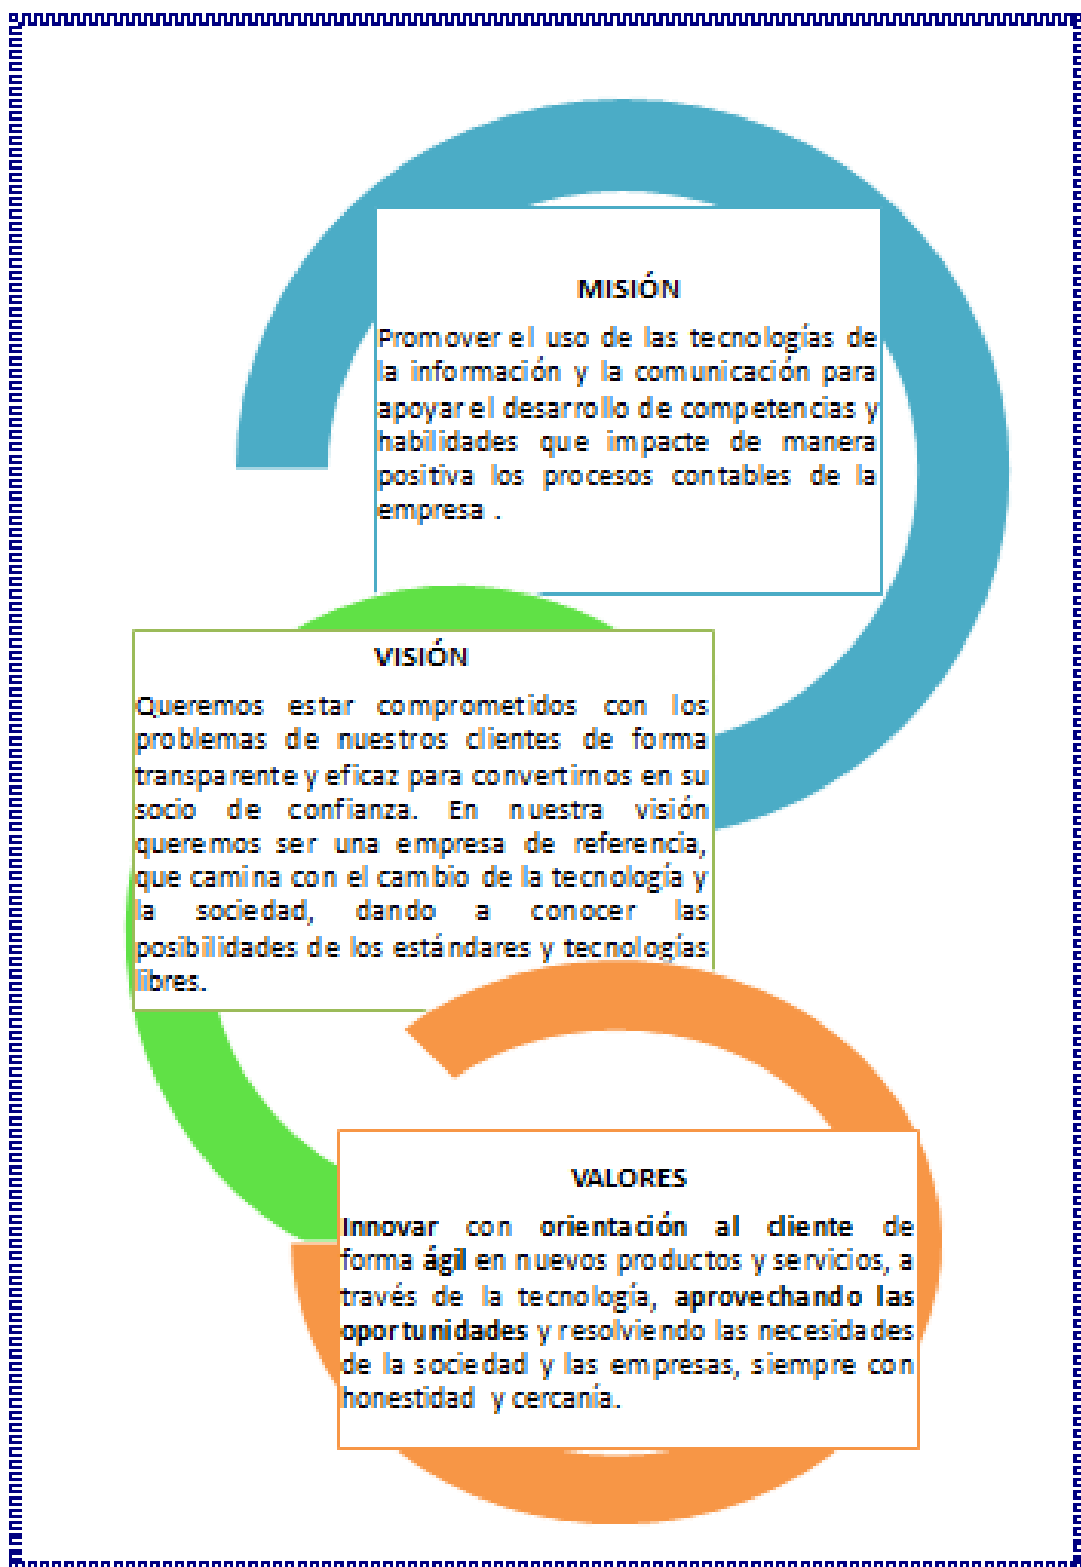 MISIÓN
Promover el uso de las tecnologías de
la información y la comunicación para
apoyar el desarrollo de competencias y
habilidades que impacte de manera
positiva los procesos contables de la
empresa .
VISIÓN
Queremos estar comprometidos con los
problemas de nuestros clientes de forma
transparente y eficaz para convertirnos en su
socio de confianza. En nuestra visión
queremos ser una empresa de referencia,
que camina con el cambio de la tecnología y
la sociedad, dando a conocer las
posibilidades de los estándares y tecnologías
libres.
VALORES
Innovar con orientación al cliente de
forma ágil en nuevos productos y servicios, a
través de la tecnología, aprovechando las
oportunidades y resolviendo las necesidades
de la sociedad y las empresas, siempre con
honestidad y cercanía.